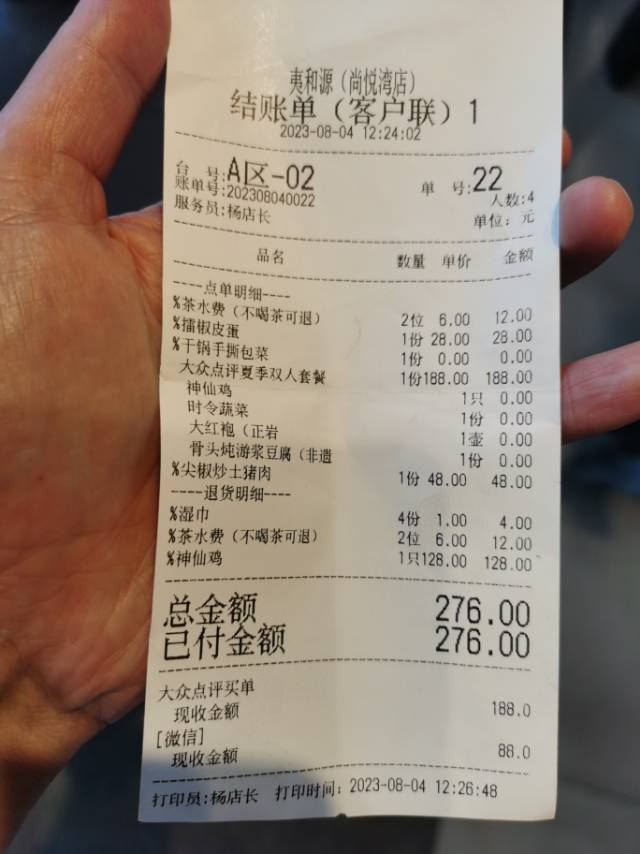 夷和源（尚悦湾店）
结账单（客户联）1
2023-08-04 12:24:02
台 号:A区-02 单 号:22
账单号:202308040022 人数:4
服务员:杨店长 单位: 元
品名 数量 单价 金额
----点单明细----
%茶水费（不喝茶可退） 2位 6.00 12.00
%擂椒皮蛋 1份 28.00 28.00
%干锅手撕包菜 1份 0.00 0.00
大众点评夏季双人套餐 1份188.00 188.00
神仙鸡 1只 0.00
时令蔬菜 1份 0.00
大红袍（正岩 1壶 0.00
骨头炖游浆豆腐（非遗 1份 0.00
%尖椒炒土猪肉 1份 48.00 48.00
----退货明细----
%湿巾 4份 1.00 4.00
%茶水费（不喝茶可退） 2位 6.00 12.00
%神仙鸡 1只128.00 128.00
总金额 276.00
已付金额 276.00
大众点评买单
现收金额 188.0
[微信]
现收金额 88.0
打印员:杨店长 打印时间: 2023-08-04 12:26:48